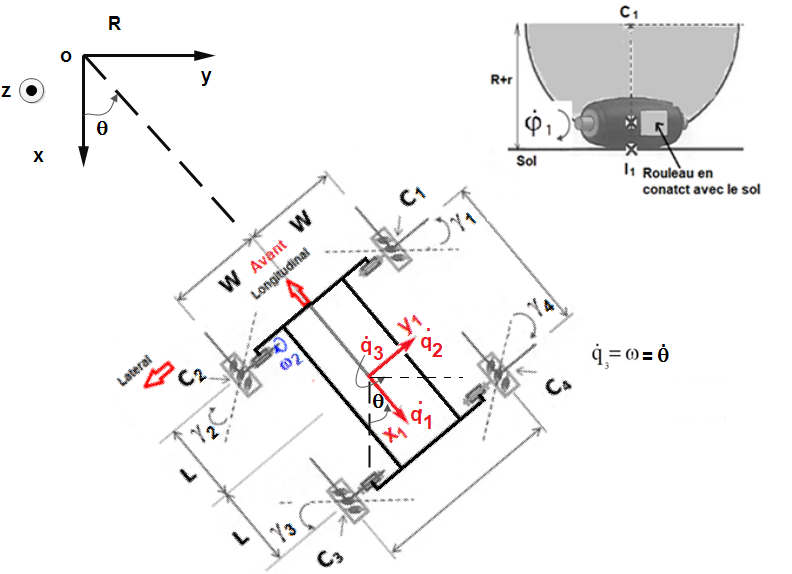 R
o
y
z
θ
x
C1
R+r
φ̇1
Sol
I1
Rouleau en
conatct avec le sol
W
C1
γ1
W
Avant
Longitudinal
γ4
Lateral
C2
ω2
q̇3
y1
q̇2
q̇3 = ω = θ̇
C4
θ
x1
q̇1
γ2
L
γ3
L
C3